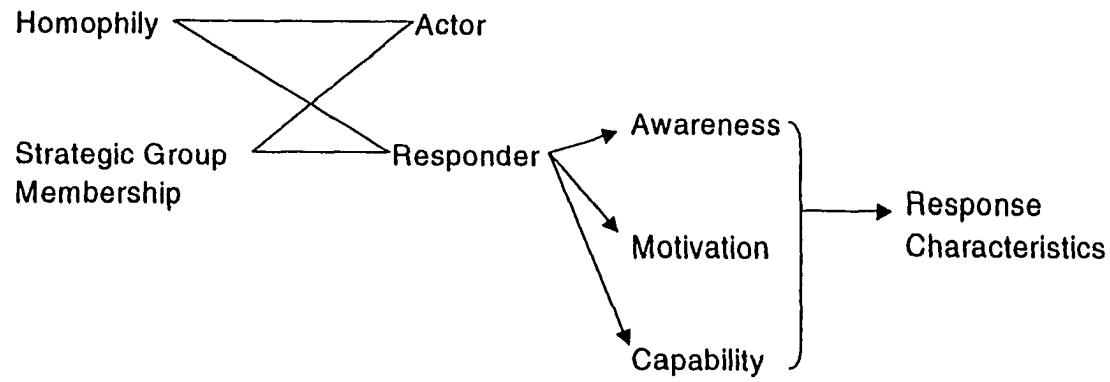 Homophily
Actor
Strategic Group
Membership
Responder
Awareness
Motivation
Capability
Response
Characteristics